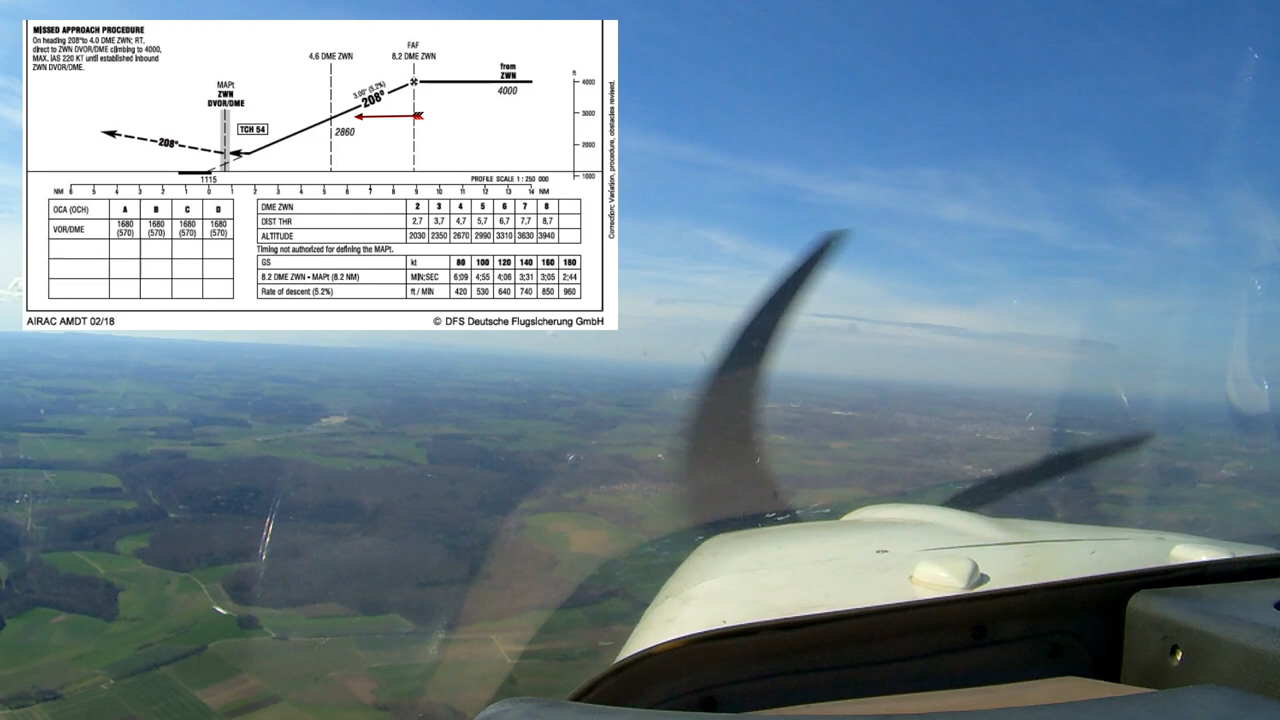 MISSED APPROACH PROCEDURE
On heading 208° to 4.0 DME ZWN; RT,
direct to ZWN DVOR/DME climbing to 4000.
MAX. IAS 220 KT until established inbound
ZWN DVOR/DME.
MAPt
ZWN
DVOR/DME
4.6 DME ZWN
FAF
8.2 DME ZWN
from
ZWN
4000
3.00° (5.2%)
208°
2860
TCH 54
208°
1115
ft
4000
3000
2000
1000
PROFILE SCALE 1 : 250 000
NM 6 5 4 3 2 1 0 1 2 3 4 5 6 7 8 9 10 11 12 13 14 NM
OCA (OCH) A B C D
VOR/DME 1680 1680 1680 1680
(570) (570) (570) (570)
DME ZWN 2 3 4 5 6 7 8
DIST THR 2,7 3,7 4,7 5,7 6,7 7,7 8,7
ALTITUDE 2030 2350 2670 2990 3310 3630 3940
Timing not authorized for defining the MAPt.
GS kt 80 100 120 140 160 180
8.2 DME ZWN - MAPt (8.2 NM) MIN:SEC 6:09 4:55 4:06 3:31 3:05 2:44
Rate of descent (5.2%) ft / MIN 420 530 640 740 850 960
Correction: Variation, procedure, obstacles revised.
AIRAC AMDT 02/18
© DFS Deutsche Flugsicherung GmbH